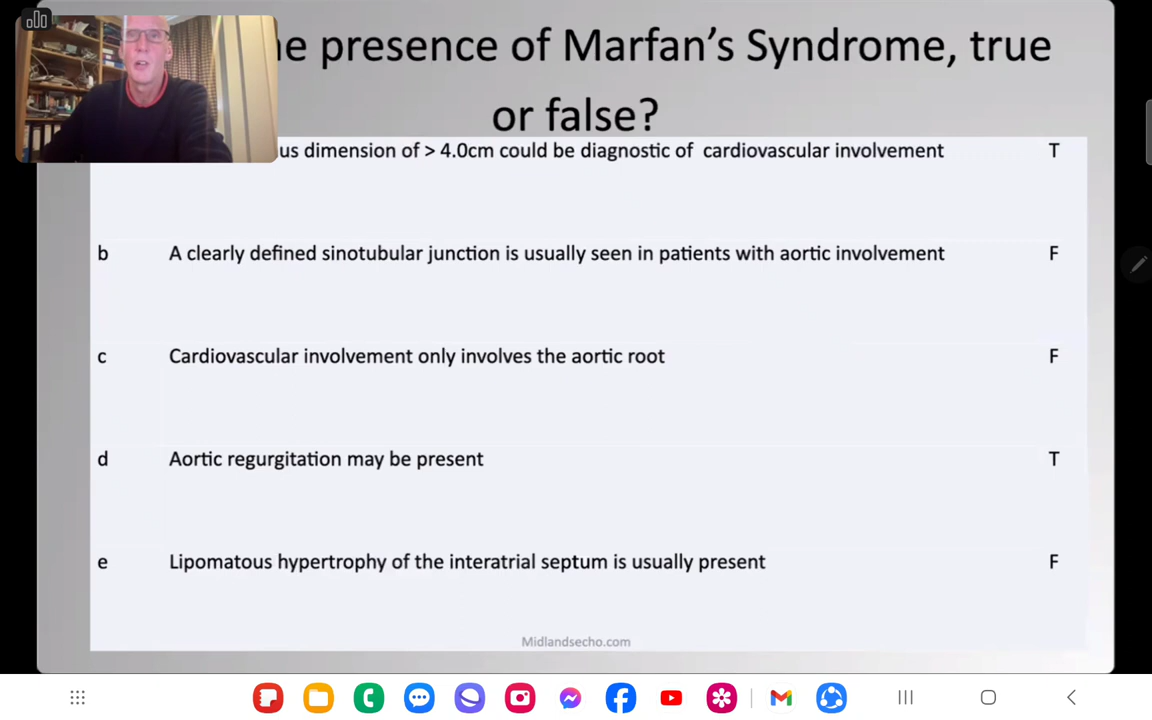 e presence of Marfan's Syndrome, true
or false?
us dimension of > 4.0cm could be diagnostic of cardiovascular involvement T
b A clearly defined sinotubular junction is usually seen in patients with aortic involvement F
c Cardiovascular involvement only involves the aortic root F
d Aortic regurgitation may be present T
e Lipomatous hypertrophy of the interatrial septum is usually present F
Midlandsecho.com